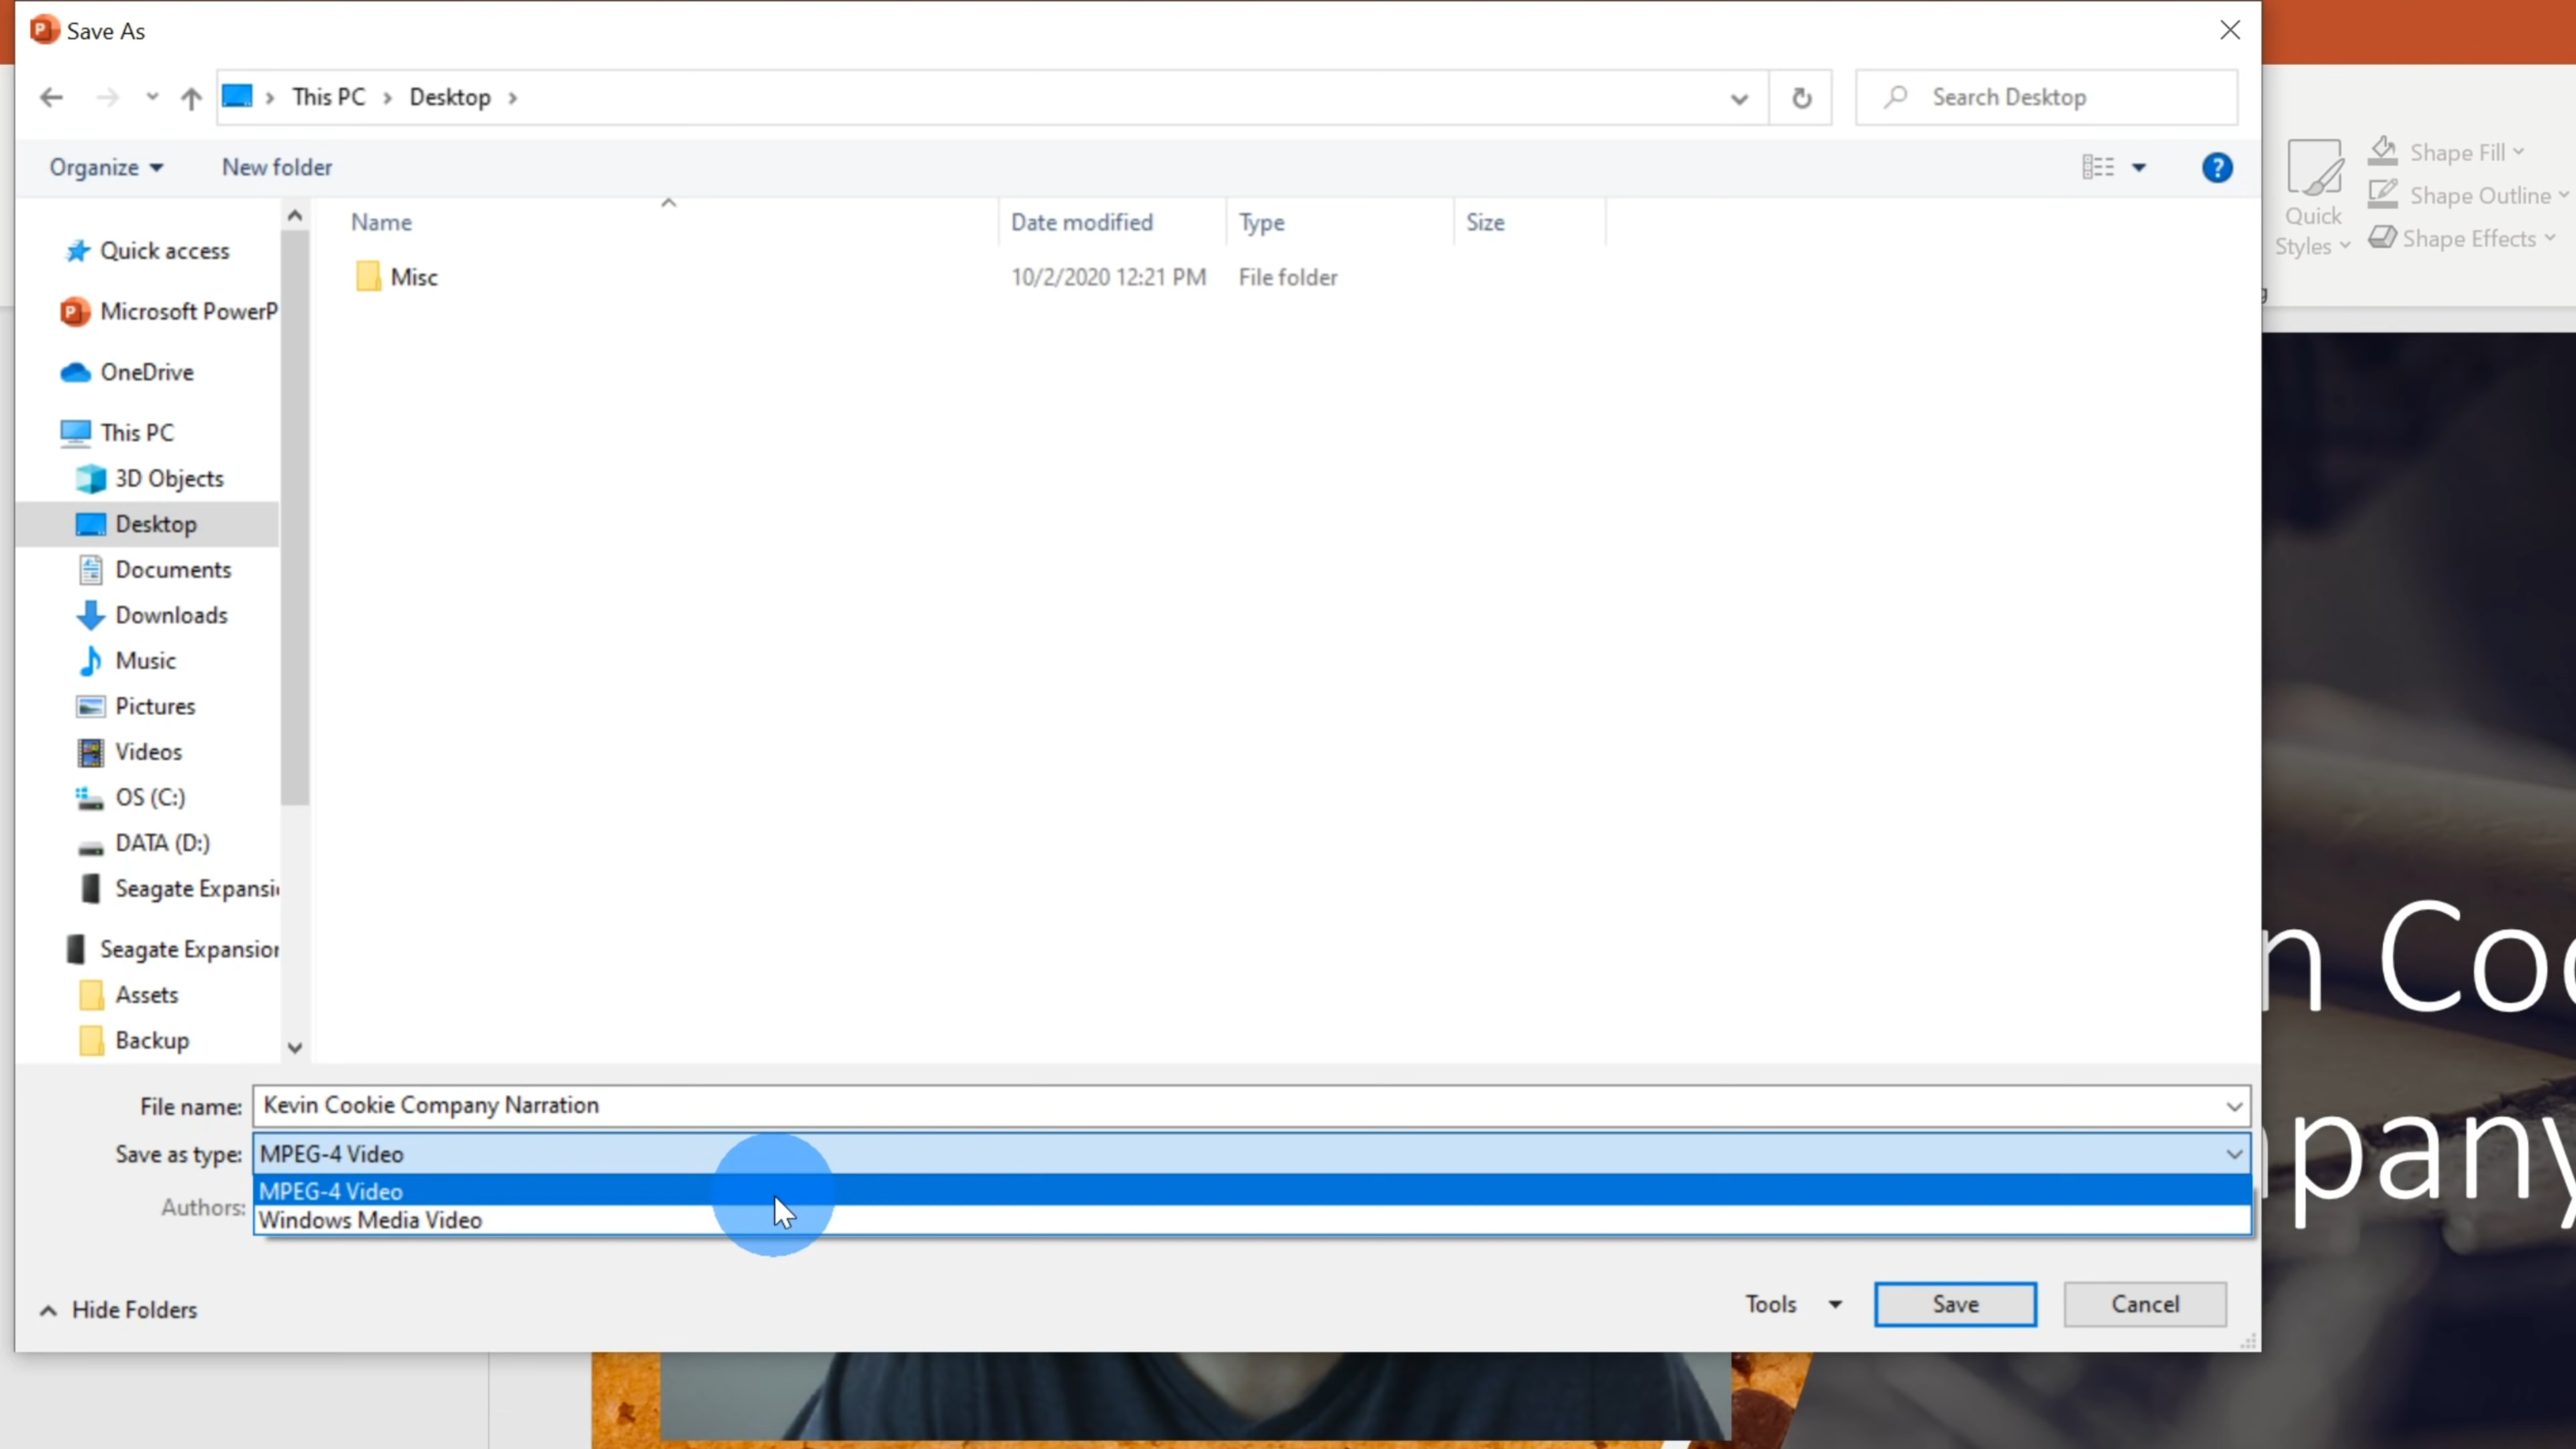 Save As
This PC
Desktop
Search Desktop
Organize
New folder
?
Shape Fill
Shape Outline
Shape Effects
Quick
Styles
Name
Date modified
Type
Size
Misc
10/2/2020 12:21 PM
File folder
Quick access
Microsoft PowerP
OneDrive
This PC
3D Objects
Desktop
Documents
Downloads
Music
Pictures
Videos
OS (C:)
DATA (D:)
Seagate Expansi
Seagate Expansion
Assets
Backup
n Coo
pany
File name:
Kevin Cookie Company Narration
Save as type:
MPEG-4 Video
MPEG-4 Video
Authors:
Windows Media Video
Hide Folders
Tools
Save
Cancel